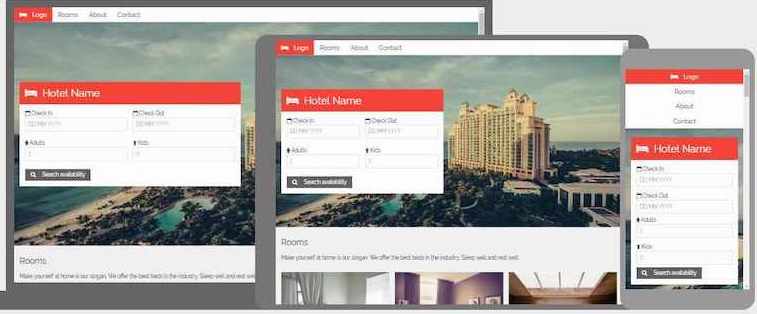 Logo Rooms About Contact
Hotel Name
Check In Check Out
DD MM YYYY DD MM YYYY
Adults Kids
1 0
Search availability
Rooms
Make yourself at home is our slogan. We offer the best beds in the industry. Sleep well and rest well.
Logo Rooms About Contact
Hotel Name
Check In Check Out
DD MM YYYY DD MM YYYY
Adults Kids
Search availability
Rooms
Make yourself at home is our slogan. We offer the best beds in the industry. Sleep well and rest well.
Logo
Rooms
About
Contact
Hotel Name
Check In
DD MM YYYY
Check Out
DD MM YYYY
Adults
Kids
Search availability